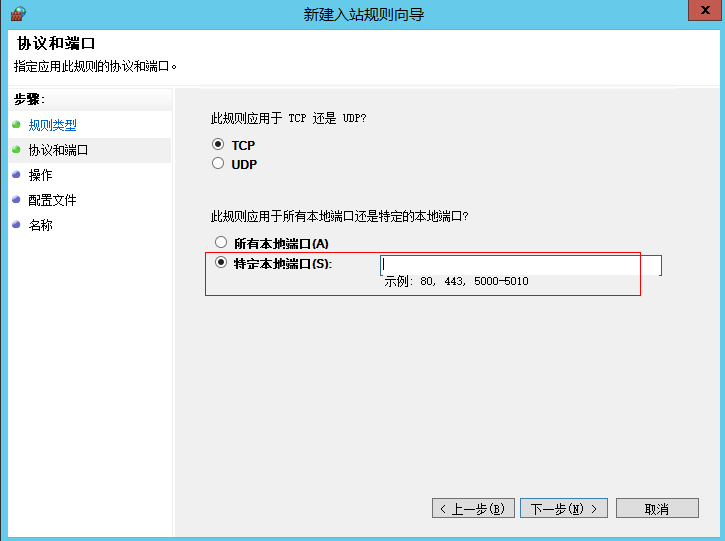 新建入站规则向导
x
协议和端口
指定应用此规则的协议和端口。
步骤:
规则类型
协议和端口
操作
配置文件
名称
此规则应用于 TCP 还是 UDP?
TCP
UDP
此规则应用于所有本地端口还是特定的本地端口?
所有本地端口(A)
特定本地端口(S):
示例: 80, 443, 5000-5010
< 上一步(B)
下一步(N) >
取消